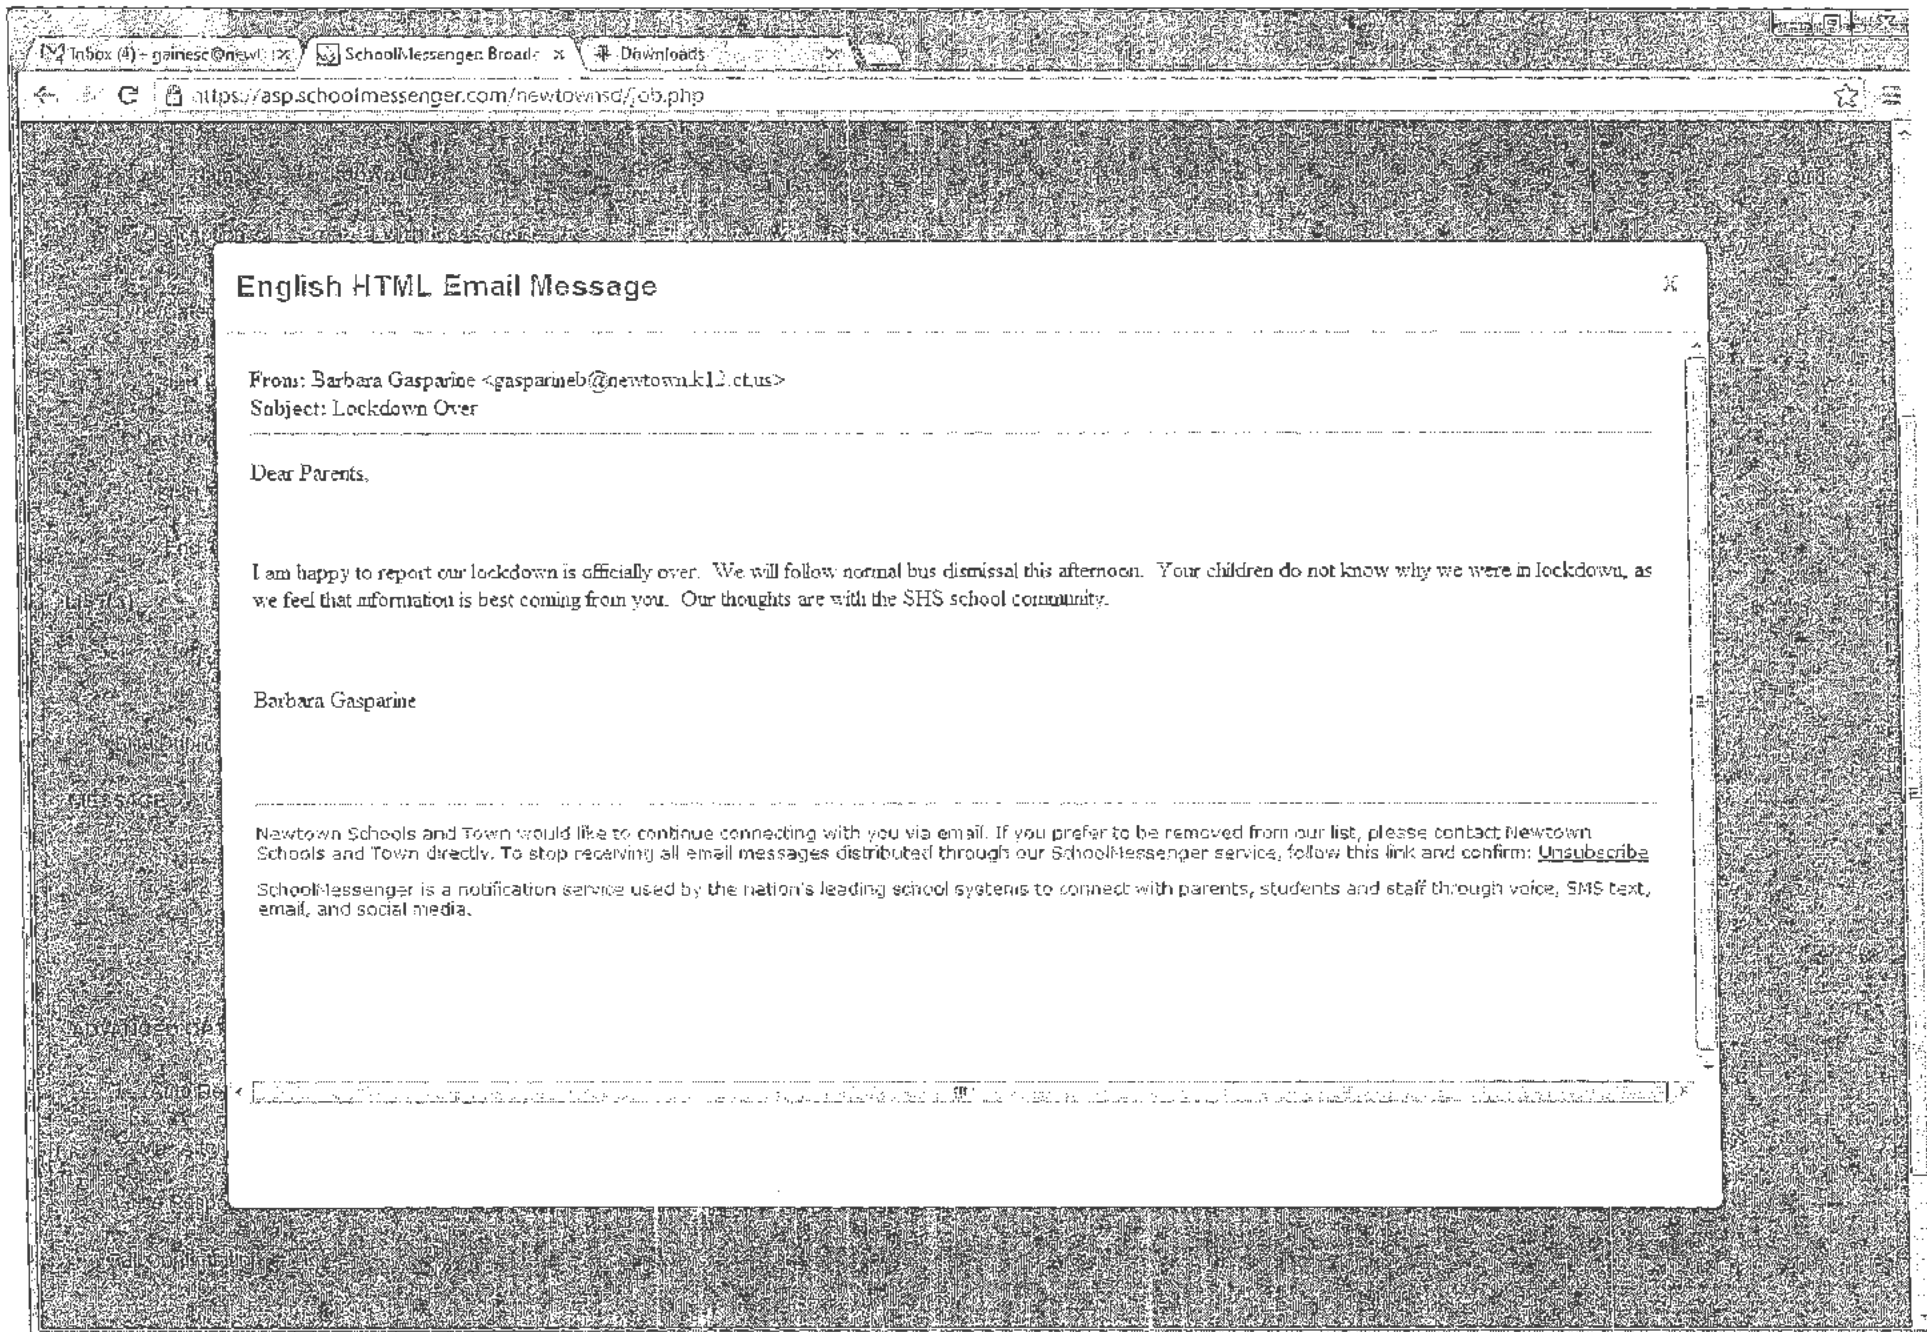 Inbox (4) - gainesc@newt
SchoolMessenger: Broadc
Downloads
https://asp.schoolmessenger.com/newtownsd/job.php
English HTML Email Message
From: Barbara Gasparine <gasparineb@newtown.k12.ct.us>
Subject: Lockdown Over
Dear Parents,
I am happy to report our lockdown is officially over. We will follow normal bus dismissal this afternoon. Your children do not know why we were in lockdown, as
we feel that information is best coming from you. Our thoughts are with the SHS school community.
Barbara Gasparine
Newtown Schools and Town would like to continue connecting with you via email. If you prefer to be removed from our list, please contact Newtown
Schools and Town directly. To stop receiving all email messages distributed through our SchoolMessenger service, follow this link and confirm: Unsubscribe
SchoolMessenger is a notification service used by the nation's leading school systems to connect with parents, students and staff through voice, SMS text,
email, and social media.
MESSAGE